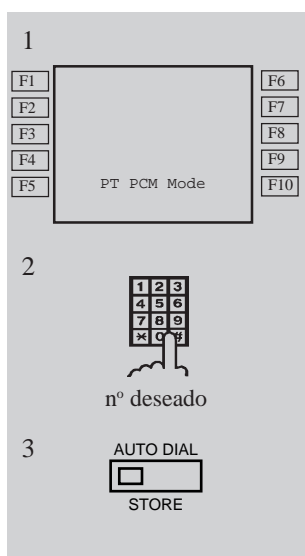 1
F1
F2
F3
F4
F5
PT PCM Mode
F6
F7
F8
F9
F10
2
1 2 3
4 5 6
7 8 9
* 0 #
nº deseado
3
AUTO DIAL
STORE